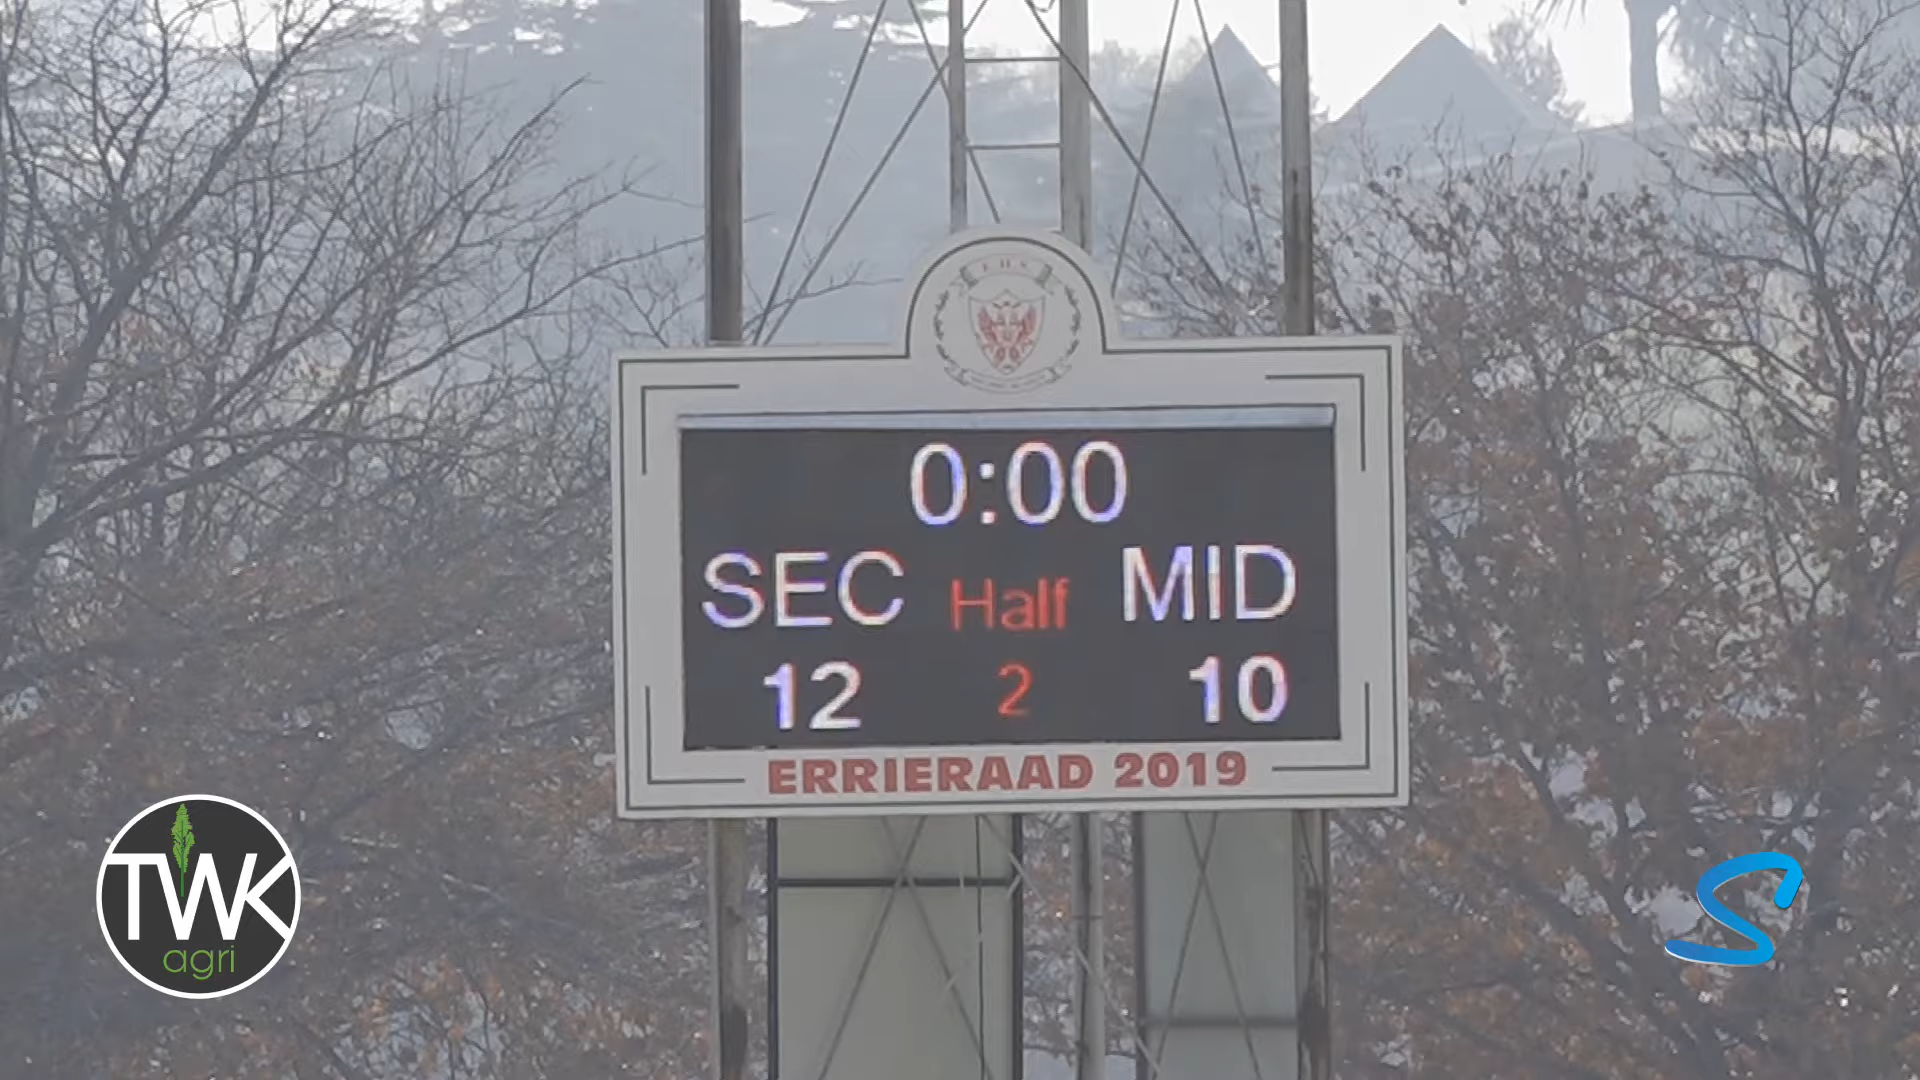 E.H.S.
0:00
SEC Half MID
12 2 10
ERRIERAAD 2019
TWK
agri
S